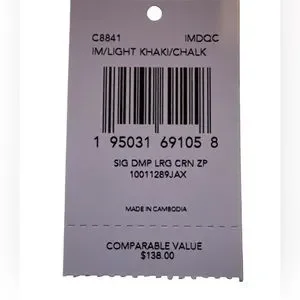 C8841 IMDQC
IM/LIGHT KHAKI/CHALK
1 95031 69105 8
SIG DMP LRG CRN ZP
10011289JAX
MADE IN CAMBODIA
COMPARABLE VALUE
$138.00